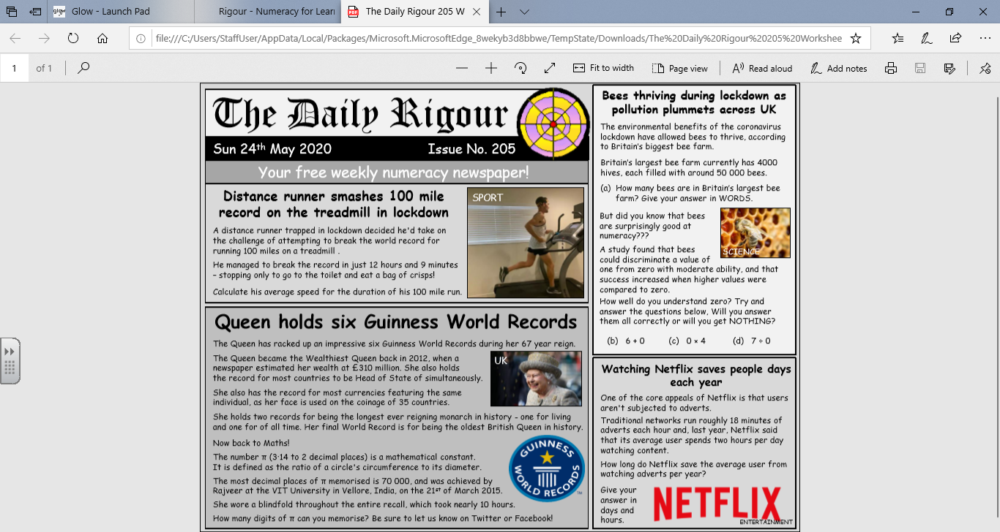 Glow - Launch Pad
Rigour - Numeracy for Learr
The Daily Rigour 205 W
file:///C:/Users/StaffUser/AppData/Local/Packages/Microsoft.MicrosoftEdge_8wekyb3d8bbwe/TempState/Downloads/The%20Daily%20Rigour%20205%20Workshee
1 of 1
Fit to width
Page view
Read aloud
Add notes
The Daily Rigour
Sun 24th May 2020
Issue No. 205
Your free weekly numeracy newspaper!
Distance runner smashes 100 mile
record on the treadmill in lockdown
A distance runner trapped in lockdown decided he'd take on
the challenge of attempting to break the world record for
running 100 miles on a treadmill .
He managed to break the record in just 12 hours and 9 minutes
– stopping only to go to the toilet and eat a bag of crisps!
Calculate his average speed for the duration of his 100 mile run.
SPORT
Queen holds six Guinness World Records
The Queen has racked up an impressive six Guinness World Records during her 67 year reign.
The Queen became the Wealthiest Queen back in 2012, when a
newspaper estimated her wealth at £310 million. She also holds
the record for most countries to be Head of State of simultaneously.
She also has the record for most currencies featuring the same
individual, as her face is used on the coinage of 35 countries.
UK
She holds two records for being the longest ever reigning monarch in history – one for living
and one for of all time. Her final World Record is for being the oldest British Queen in history.
Now back to Maths!
The number π (3·14 to 2 decimal places) is a mathematical constant.
It is defined as the ratio of a circle's circumference to its diameter.
The most decimal places of π memorised is 70 000, and was achieved by
Rajveer at the VIT University in Vellore, India, on the 21st of March 2015.
She wore a blindfold throughout the entire recall, which took nearly 10 hours.
How many digits of π can you memorise? Be sure to let us know on Twitter or Facebook!
GUINNESS
WORLD RECORDS
TM
Bees thriving during lockdown as
pollution plummets across UK
The environmental benefits of the coronavirus
lockdown have allowed bees to thrive, according
to Britain's biggest bee farm.
Britain's largest bee farm currently has 4000
hives, each filled with around 50 000 bees.
(a) How many bees are in Britain's largest bee
farm? Give your answer in WORDS.
But did you know that bees
are surprisingly good at
numeracy???
A study found that bees
could discriminate a value of
one from zero with moderate ability, and that
success increased when higher values were
compared to zero.
SCIENCE
How well do you understand zero? Try and
answer the questions below. Will you answer
them all correctly or will you get NOTHING?
(b) 6 + 0 (c) 0 × 4 (d) 7 ÷ 0
Watching Netflix saves people days
each year
One of the core appeals of Netflix is that users
aren't subjected to adverts.
Traditional networks run roughly 18 minutes of
adverts each hour and, last year, Netflix said
that its average user spends two hours per day
watching content.
How long do Netflix save the average user from
watching adverts per year?
Give your
answer in
days and
hours.
NETFLIX
ENTERTAINMENT